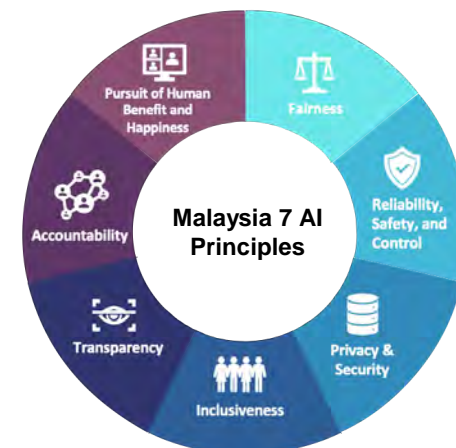 Malaysia 7 AI
Principles
Fairness
Reliability,
Safety, and
Control
Privacy &
Security
Inclusiveness
Transparency
Accountability
Pursuit of Human
Benefit and
Happiness